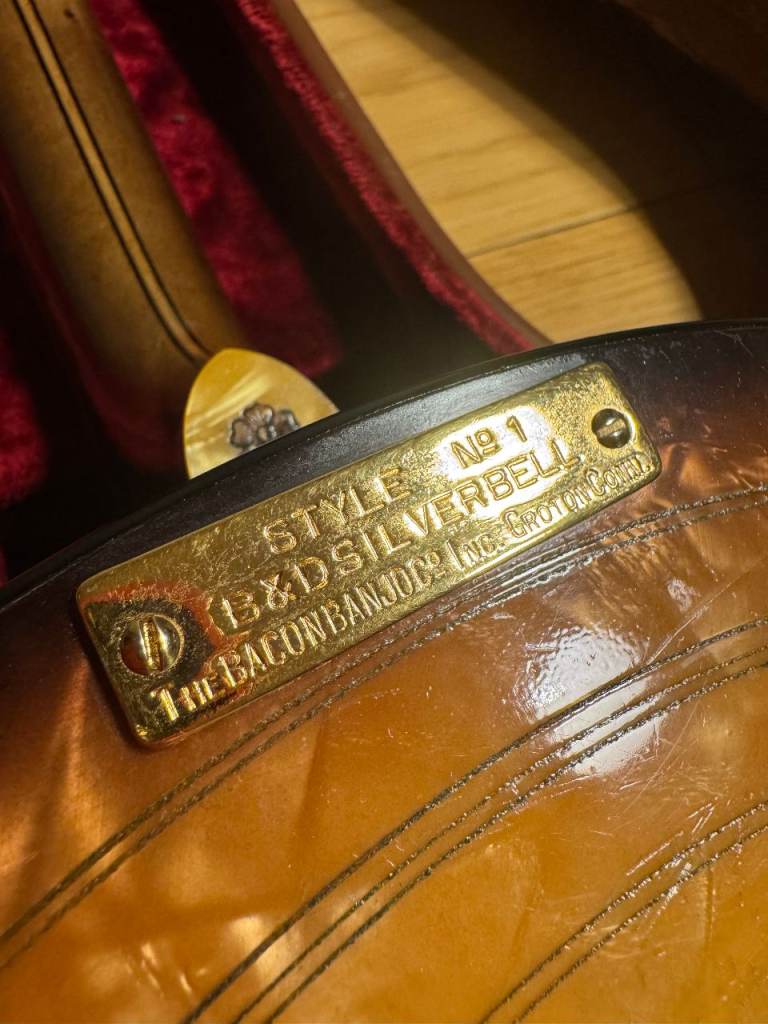 STYLE Nº 1
B&D SILVERBELL
THE BACON BANJO Cº INC. GROTON CONN.